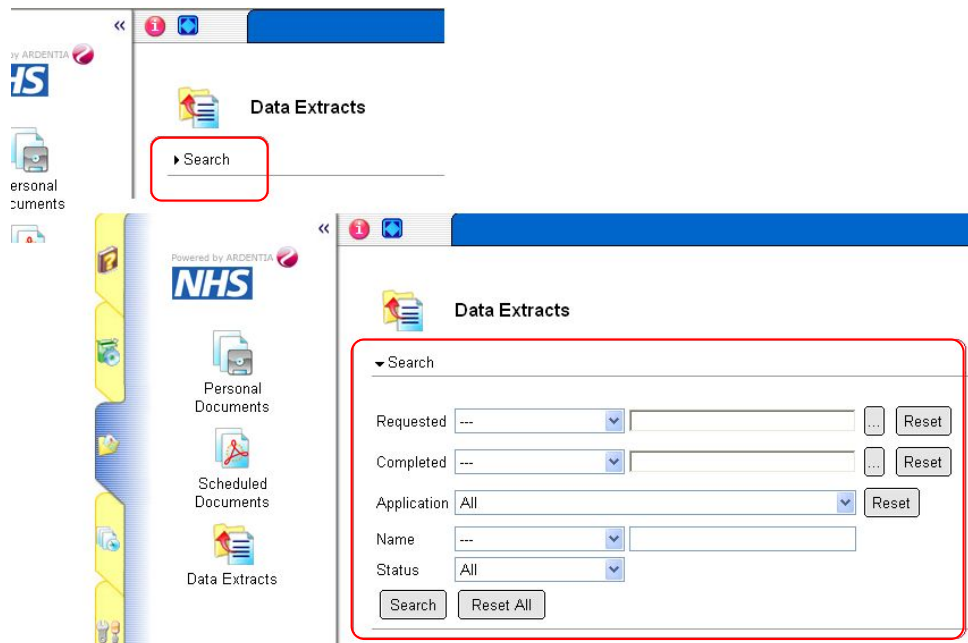 «
by ARDENTIA
HS
Data Extracts
Search
ersonal
cuments
«
Powered by ARDENTIA
NHS
Data Extracts
Personal
Documents
Search
Requested --- ... Reset
Completed --- ... Reset
Scheduled
Documents
Application All Reset
Name ---
Status All
Data Extracts
Search Reset All